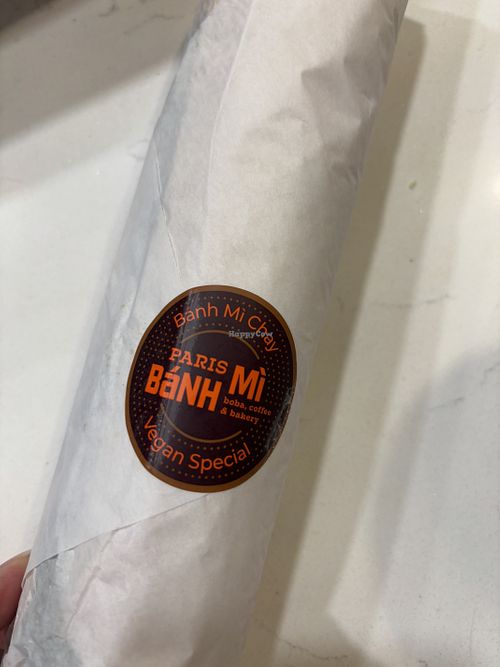 Banh Mi Chay
HappyCow
PARIS
BáNH Mì
boba, coffee
& bakery
Vegan Special